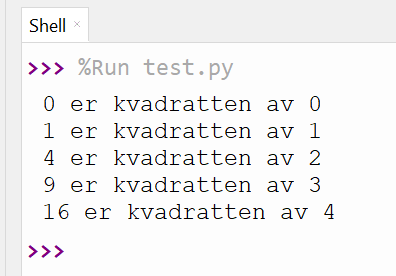 Shell ×
>>> %Run test.py
0 er kvadratten av 0
1 er kvadratten av 1
4 er kvadratten av 2
9 er kvadratten av 3
16 er kvadratten av 4
>>>